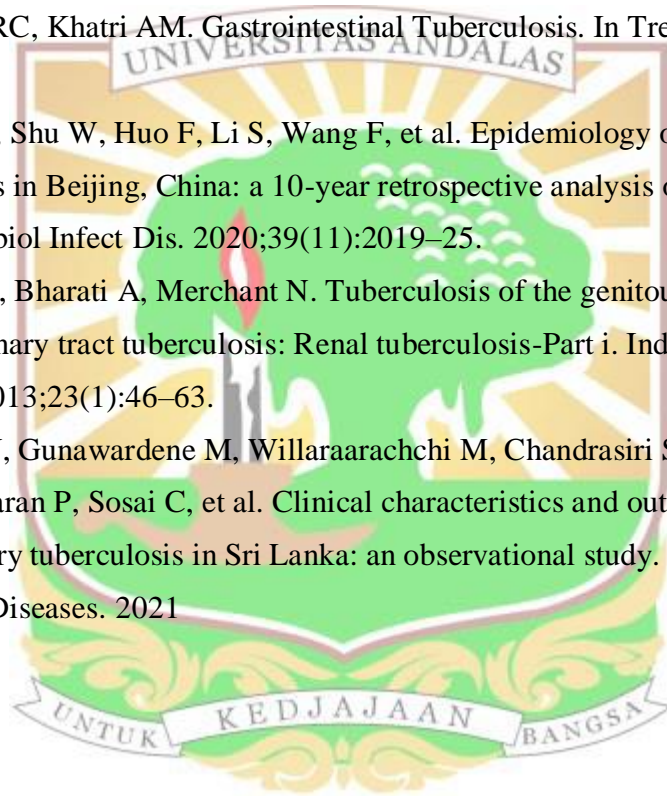 RC, Khatri AM. Gastrointestinal Tuberculosis. In Tre
UNIVERSITAS ANDALAS
, Shu W, Huo F, Li S, Wang F, et al. Epidemiology o
s in Beijing, China: a 10-year retrospective analysis o
biol Infect Dis. 2020;39(11):2019–25.
, Bharati A, Merchant N. Tuberculosis of the genitou
nary tract tuberculosis: Renal tuberculosis-Part i. Ind
013;23(1):46–63.
, Gunawardene M, Willaraarachchi M, Chandrasiri S
aran P, Sosai C, et al. Clinical characteristics and out
ry tuberculosis in Sri Lanka: an observational study.
Diseases. 2021
UNTUK KEDJAJAAN BANGSA